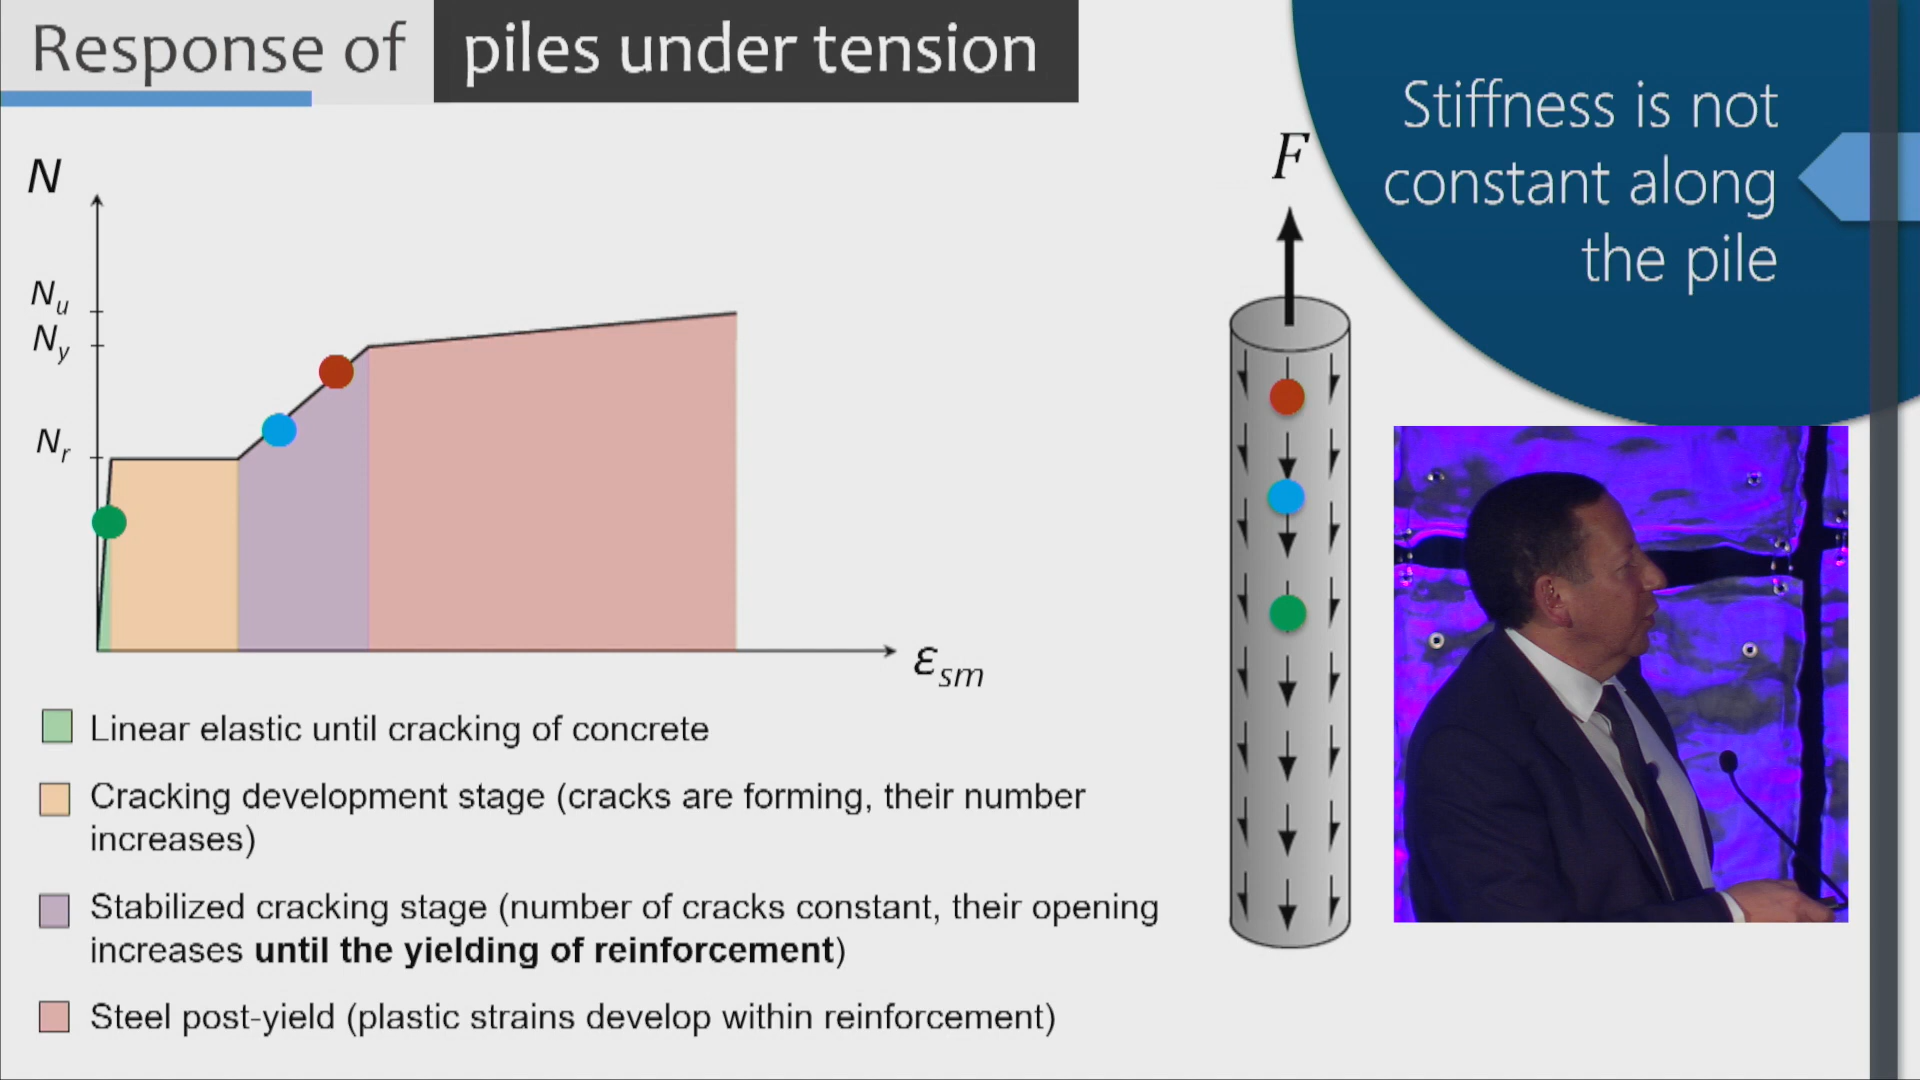 Response of piles under tension
Stiffness is not
constant along
the pile
N
N_u
N_y
N_r
ε_sm
F
Linear elastic until cracking of concrete
Cracking development stage (cracks are forming, their number
increases)
Stabilized cracking stage (number of cracks constant, their opening
increases until the yielding of reinforcement)
Steel post-yield (plastic strains develop within reinforcement)